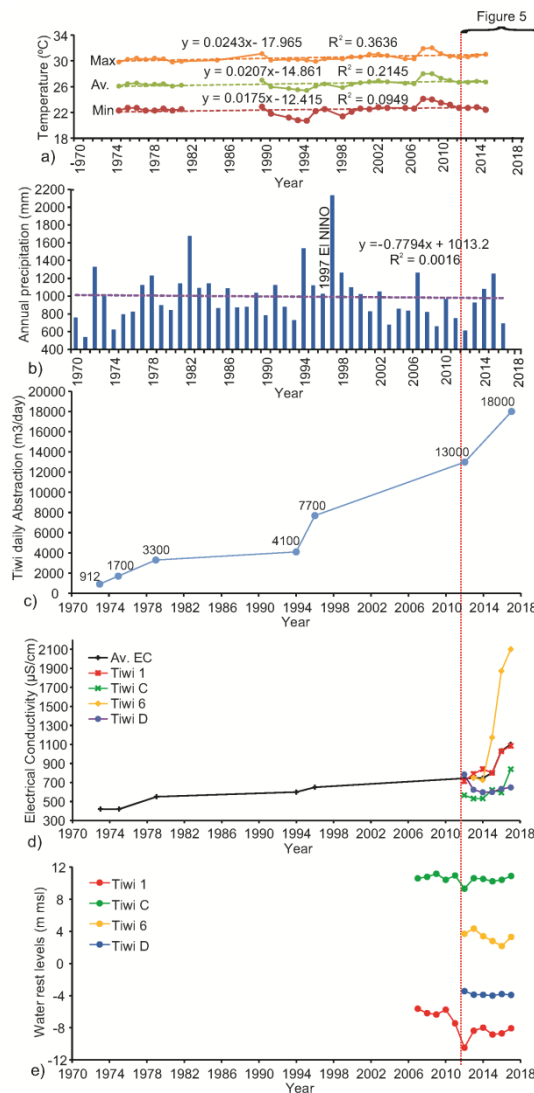 Figure 5
y = 0.0243x- 17.965 R² = 0.3636
Max
y = 0.0207x-14.861 R² = 0.2145
Av.
y = 0.0175x-12.415 R² = 0.0949
Min
Temperature (ºC)
34
30
26
22
18
a)
1970 1974 1978 1982 1986 1990 1994 1998 2002 2006 2010 2014 2018
Year
Annual precipitation (mm)
2200
2000
1800
1600
1400
1200
1000
800
600
400
1997 El NINO
y =-0.7794x + 1013.2
R² = 0.0016
b)
1970 1974 1978 1982 1986 1990 1994 1998 2002 2006 2010 2014 2018
Year
Tiwi daily Abstraction (m3/day)
20000
18000
16000
14000
12000
10000
8000
6000
4000
2000
0
912
1700
3300
4100
7700
13000
18000
c)
1970 1974 1978 1982 1986 1990 1994 1998 2002 2006 2010 2014 2018
Year
Electrical Conductivity (µS/cm)
2100
1900
1700
1500
1300
1100
900
700
500
300
Av. EC
Tiwi 1
Tiwi C
Tiwi 6
Tiwi D
1970 1974 1978 1982 1986 1990 1994 1998 2002 2006 2010 2014 2018
d)
Year
Water rest levels (m msl)
12
8
4
0
-4
-8
-12
Tiwi 1
Tiwi C
Tiwi 6
Tiwi D
e)
1970 1974 1978 1982 1986 1990 1994 1998 2002 2006 2010 2014 2018
Year